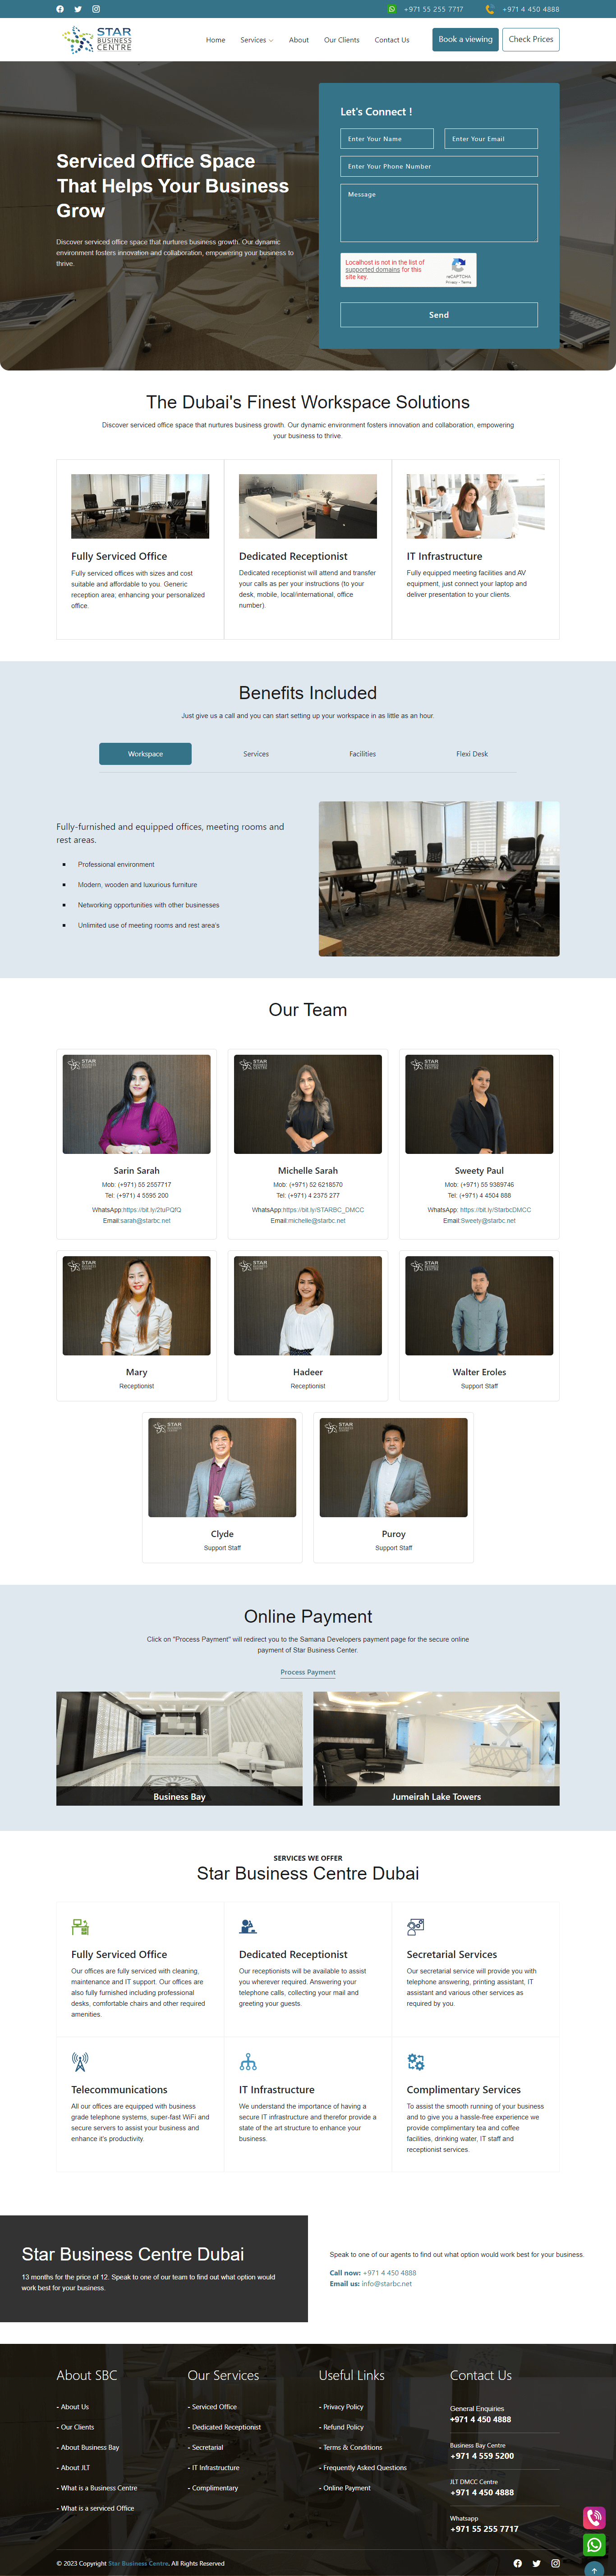 +971 55 255 7717
+971 4 450 4888
STAR
BUSINESS
CENTRE
Home
Services
About
Our Clients
Contact Us
Book a viewing
Check Prices
Serviced Office Space
That Helps Your Business
Grow
Discover serviced office space that nurtures business growth. Our dynamic
environment fosters innovation and collaboration, empowering your business to
thrive.
Let's Connect !
Enter Your Name
Enter Your Email
Enter Your Phone Number
Message
Localhost is not in the list of
supported domains for this
site key.
reCAPTCHA
Privacy - Terms
Send
The Dubai's Finest Workspace Solutions
Discover serviced office space that nurtures business growth. Our dynamic environment fosters innovation and collaboration, empowering
your business to thrive.
Fully Serviced Office
Fully serviced offices with sizes and cost
suitable and affordable to you. Generic
reception area; enhancing your personalized
office.
Dedicated Receptionist
Dedicated receptionist will attend and transfer
your calls as per your instructions (to your
desk, mobile, local/international, office
number).
IT Infrastructure
Fully equipped meeting facilities and AV
equipment, just connect your laptop and
deliver presentation to your clients.
Benefits Included
Just give us a call and you can start setting up your workspace in as little as an hour.
Workspace
Services
Facilities
Flexi Desk
Fully-furnished and equipped offices, meeting rooms and
rest areas.
Professional environment
Modern, wooden and luxurious furniture
Networking opportunities with other businesses
Unlimited use of meeting rooms and rest area's
Our Team
STAR
BUSINESS
CENTRE
Sarin Sarah
Mob: (+971) 55 2557717
Tel: (+971) 4 5595 200
WhatsApp:https://bit.ly/2tuPQfQ
Email:sarah@starbc.net
STAR
BUSINESS
CENTRE
Michelle Sarah
Mob: (+971) 52 6218570
Tel: (+971) 4 2375 277
WhatsApp:https://bit.ly/STARBC_DMCC
Email:michelle@starbc.net
STAR
BUSINESS
CENTRE
Sweety Paul
Mob: (+971) 55 9389746
Tel: (+971) 4 4504 888
WhatsApp: https://bit.ly/StarbcDMCC
Email:Sweety@starbc.net
STAR
BUSINESS
CENTRE
Mary
Receptionist
STAR
BUSINESS
CENTRE
Hadeer
Receptionist
STAR
BUSINESS
CENTRE
Walter Eroles
Support Staff
STAR
BUSINESS
CENTRE
Clyde
Support Staff
STAR
BUSINESS
CENTRE
Puroy
Support Staff
Online Payment
Click on "Process Payment" will redirect you to the Samana Developers payment page for the secure online
payment of Star Business Center.
Process Payment
Business Bay
Jumeirah Lake Towers
SERVICES WE OFFER
Star Business Centre Dubai
Fully Serviced Office
Our offices are fully serviced with cleaning,
maintenance and IT support. Our offices are
also fully furnished including professional
desks, comfortable chairs and other required
amenities.
Dedicated Receptionist
Our receptionists will be available to assist
you wherever required. Answering your
telephone calls, collecting your mail and
greeting your guests.
Secretarial Services
Our secretarial service will provide you with
telephone answering, printing assistant, IT
assistant and various other services as
required by you.
Telecommunications
All our offices are equipped with business
grade telephone systems, super-fast WiFi and
secure servers to assist your business and
enhance it's productivity.
IT Infrastructure
We understand the importance of having a
secure IT infrastructure and therefor provide a
state of the art structure to enhance your
business.
Complimentary Services
To assist the smooth running of your business
and to give you a hassle-free experience we
provide complimentary tea and coffee
facilities, drinking water, IT staff and
receptionist services.
Star Business Centre Dubai
13 months for the price of 12. Speak to one of our team to find out what option would
work best for your business.
Speak to one of our agents to find out what option would work best for your business.
Call now: +971 4 450 4888
Email us: info@starbc.net
About SBC
- About Us
- Our Clients
- About Business Bay
- About JLT
- What is a Business Centre
- What is a serviced Office
Our Services
- Serviced Office
- Dedicated Receptionist
- Secretarial
- IT Infrastructure
- Complimentary
Useful Links
- Privacy Policy
- Refund Policy
- Terms & Conditions
- Frequently Asked Questions
- Online Payment
Contact Us
General Enquiries
+971 4 450 4888
Business Bay Centre
+971 4 559 5200
JLT DMCC Centre
+971 4 450 4888
Whatsapp
+971 55 255 7717
© 2023 Copyright Star Business Centre. All Rights Reserved